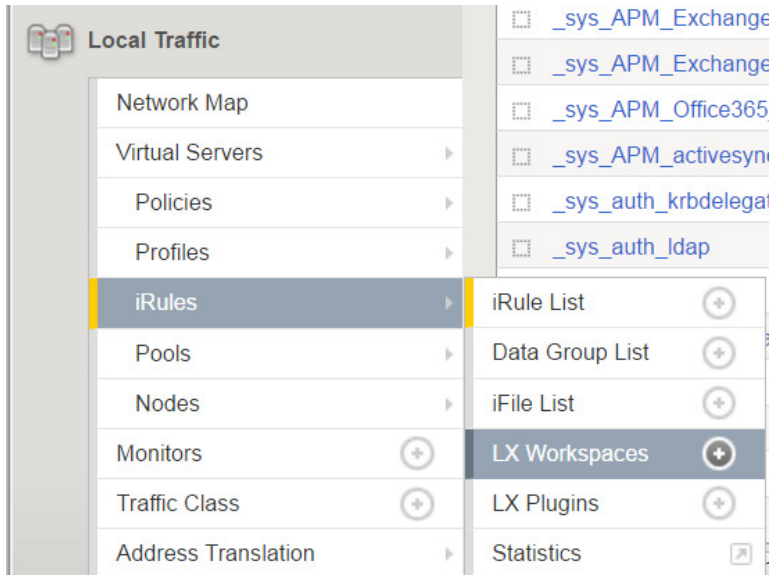 Local Traffic
Network Map
Virtual Servers
Policies
Profiles
iRules
Pools
Nodes
Monitors
Traffic Class
Address Translation
_sys_APM_Exchange
_sys_APM_Exchange
_sys_APM_Office365_
_sys_APM_activesyn
_sys_auth_krbdelegat
_sys_auth_ldap
iRule List
Data Group List
iFile List
LX Workspaces
LX Plugins
Statistics